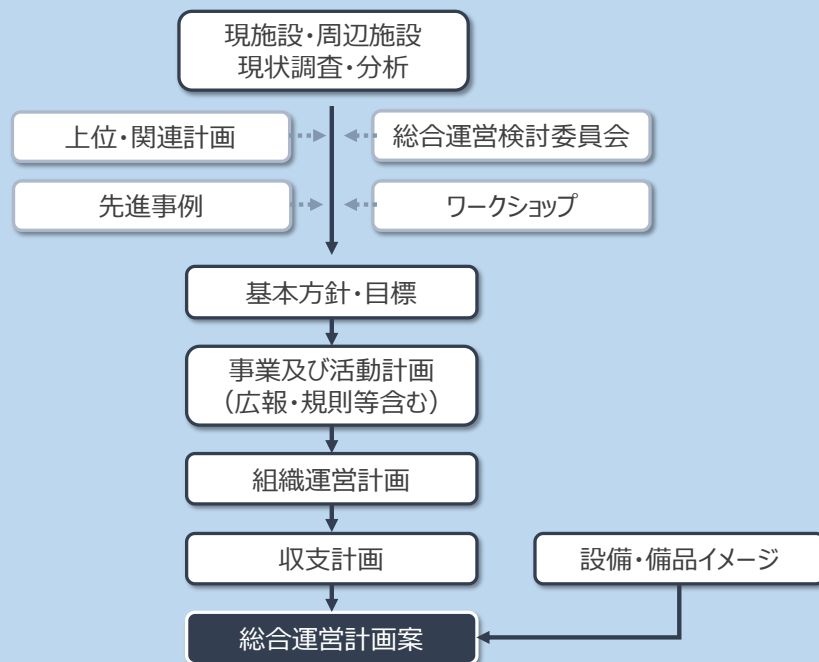 現施設・周辺施設
現状調査・分析
上位・関連計画
総合運営検討委員会
先進事例
ワークショップ
基本方針・目標
事業及び活動計画
（広報・規則等含む）
組織運営計画
収支計画
設備・備品イメージ
総合運営計画案